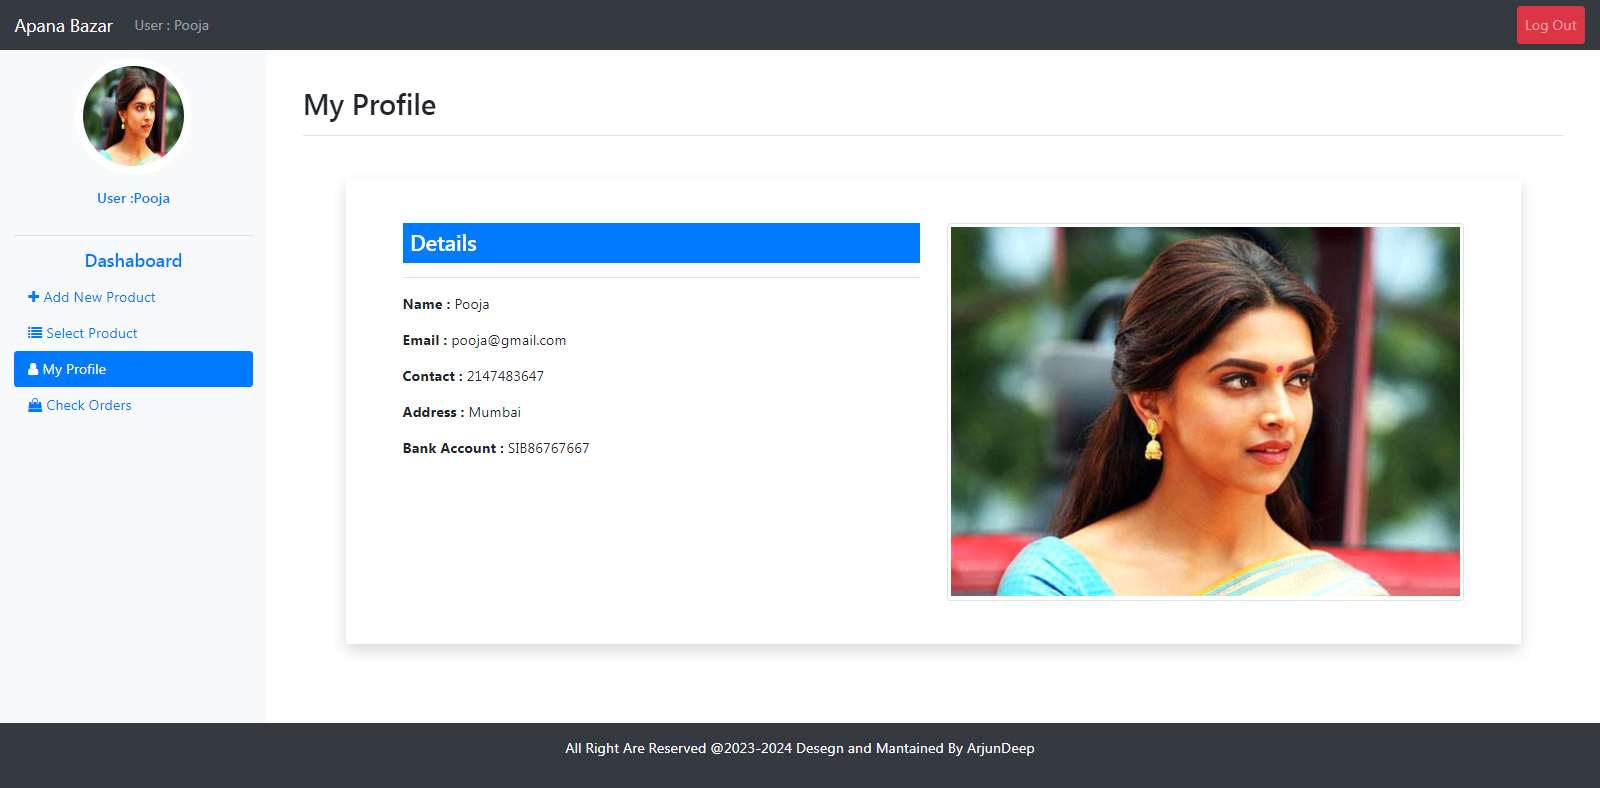 Apana Bazar User : Pooja Log Out
User :Pooja
Dashaboard
Add New Product
Select Product
My Profile
Check Orders
My Profile
Details
Name : Pooja
Email : pooja@gmail.com
Contact : 2147483647
Address : Mumbai
Bank Account : SIB86767667
All Right Are Reserved @2023-2024 Desegn and Mantained By ArjunDeep